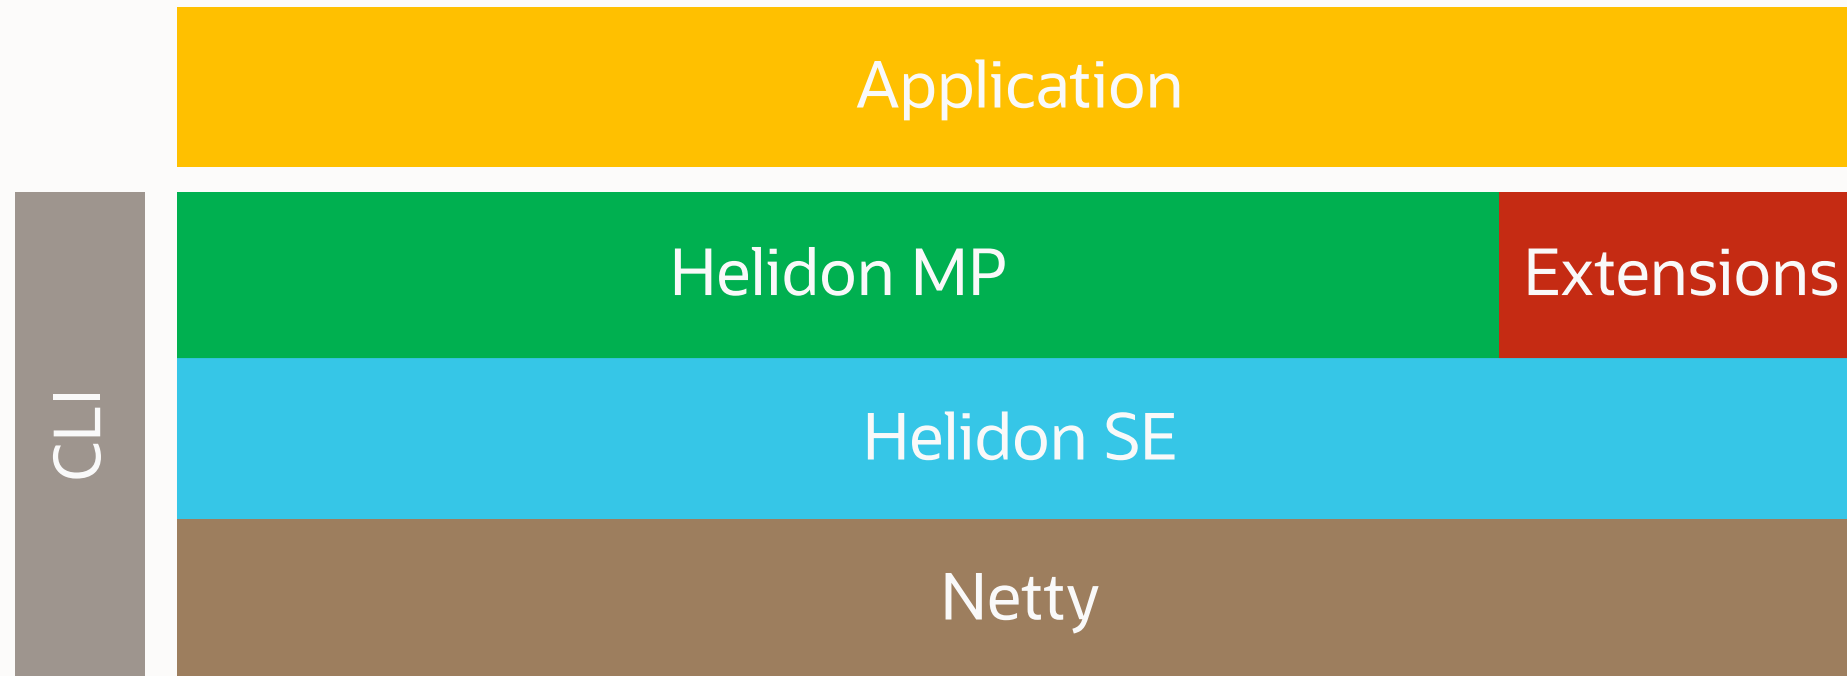 Application
Helidon MP
Extensions
CLI
Helidon SE
Netty